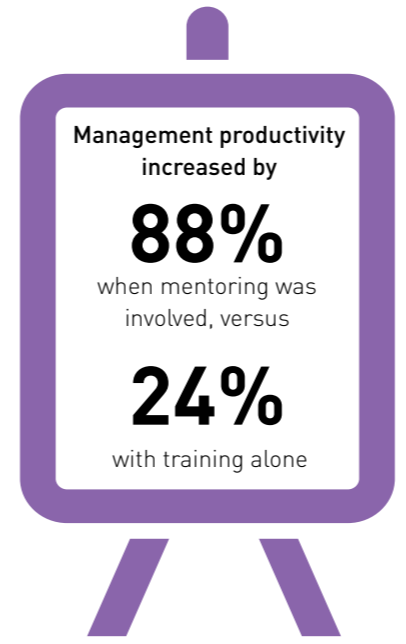 Management productivity
increased by
88%
when mentoring was
involved, versus
24%
with training alone